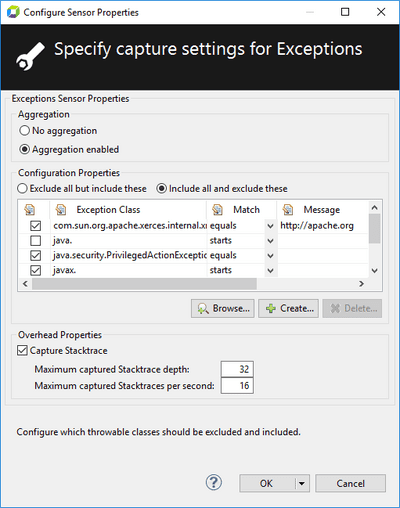 Configure Sensor Properties
Specify capture settings for Exceptions
Exceptions Sensor Properties
Aggregation
No aggregation
Aggregation enabled
Configuration Properties
Exclude all but include these
Include all and exclude these
Exception Class Match Message
com.sun.org.apache.xerces.internal.xn equals http://apache.org
java. starts
java.security.PrivilegedActionExceptic equals
javax. starts
Browse... Create... Delete...
Overhead Properties
Capture Stacktrace
Maximum captured Stacktrace depth: 32
Maximum captured Stacktraces per second: 16
Configure which throwable classes should be excluded and included.
? OK Cancel